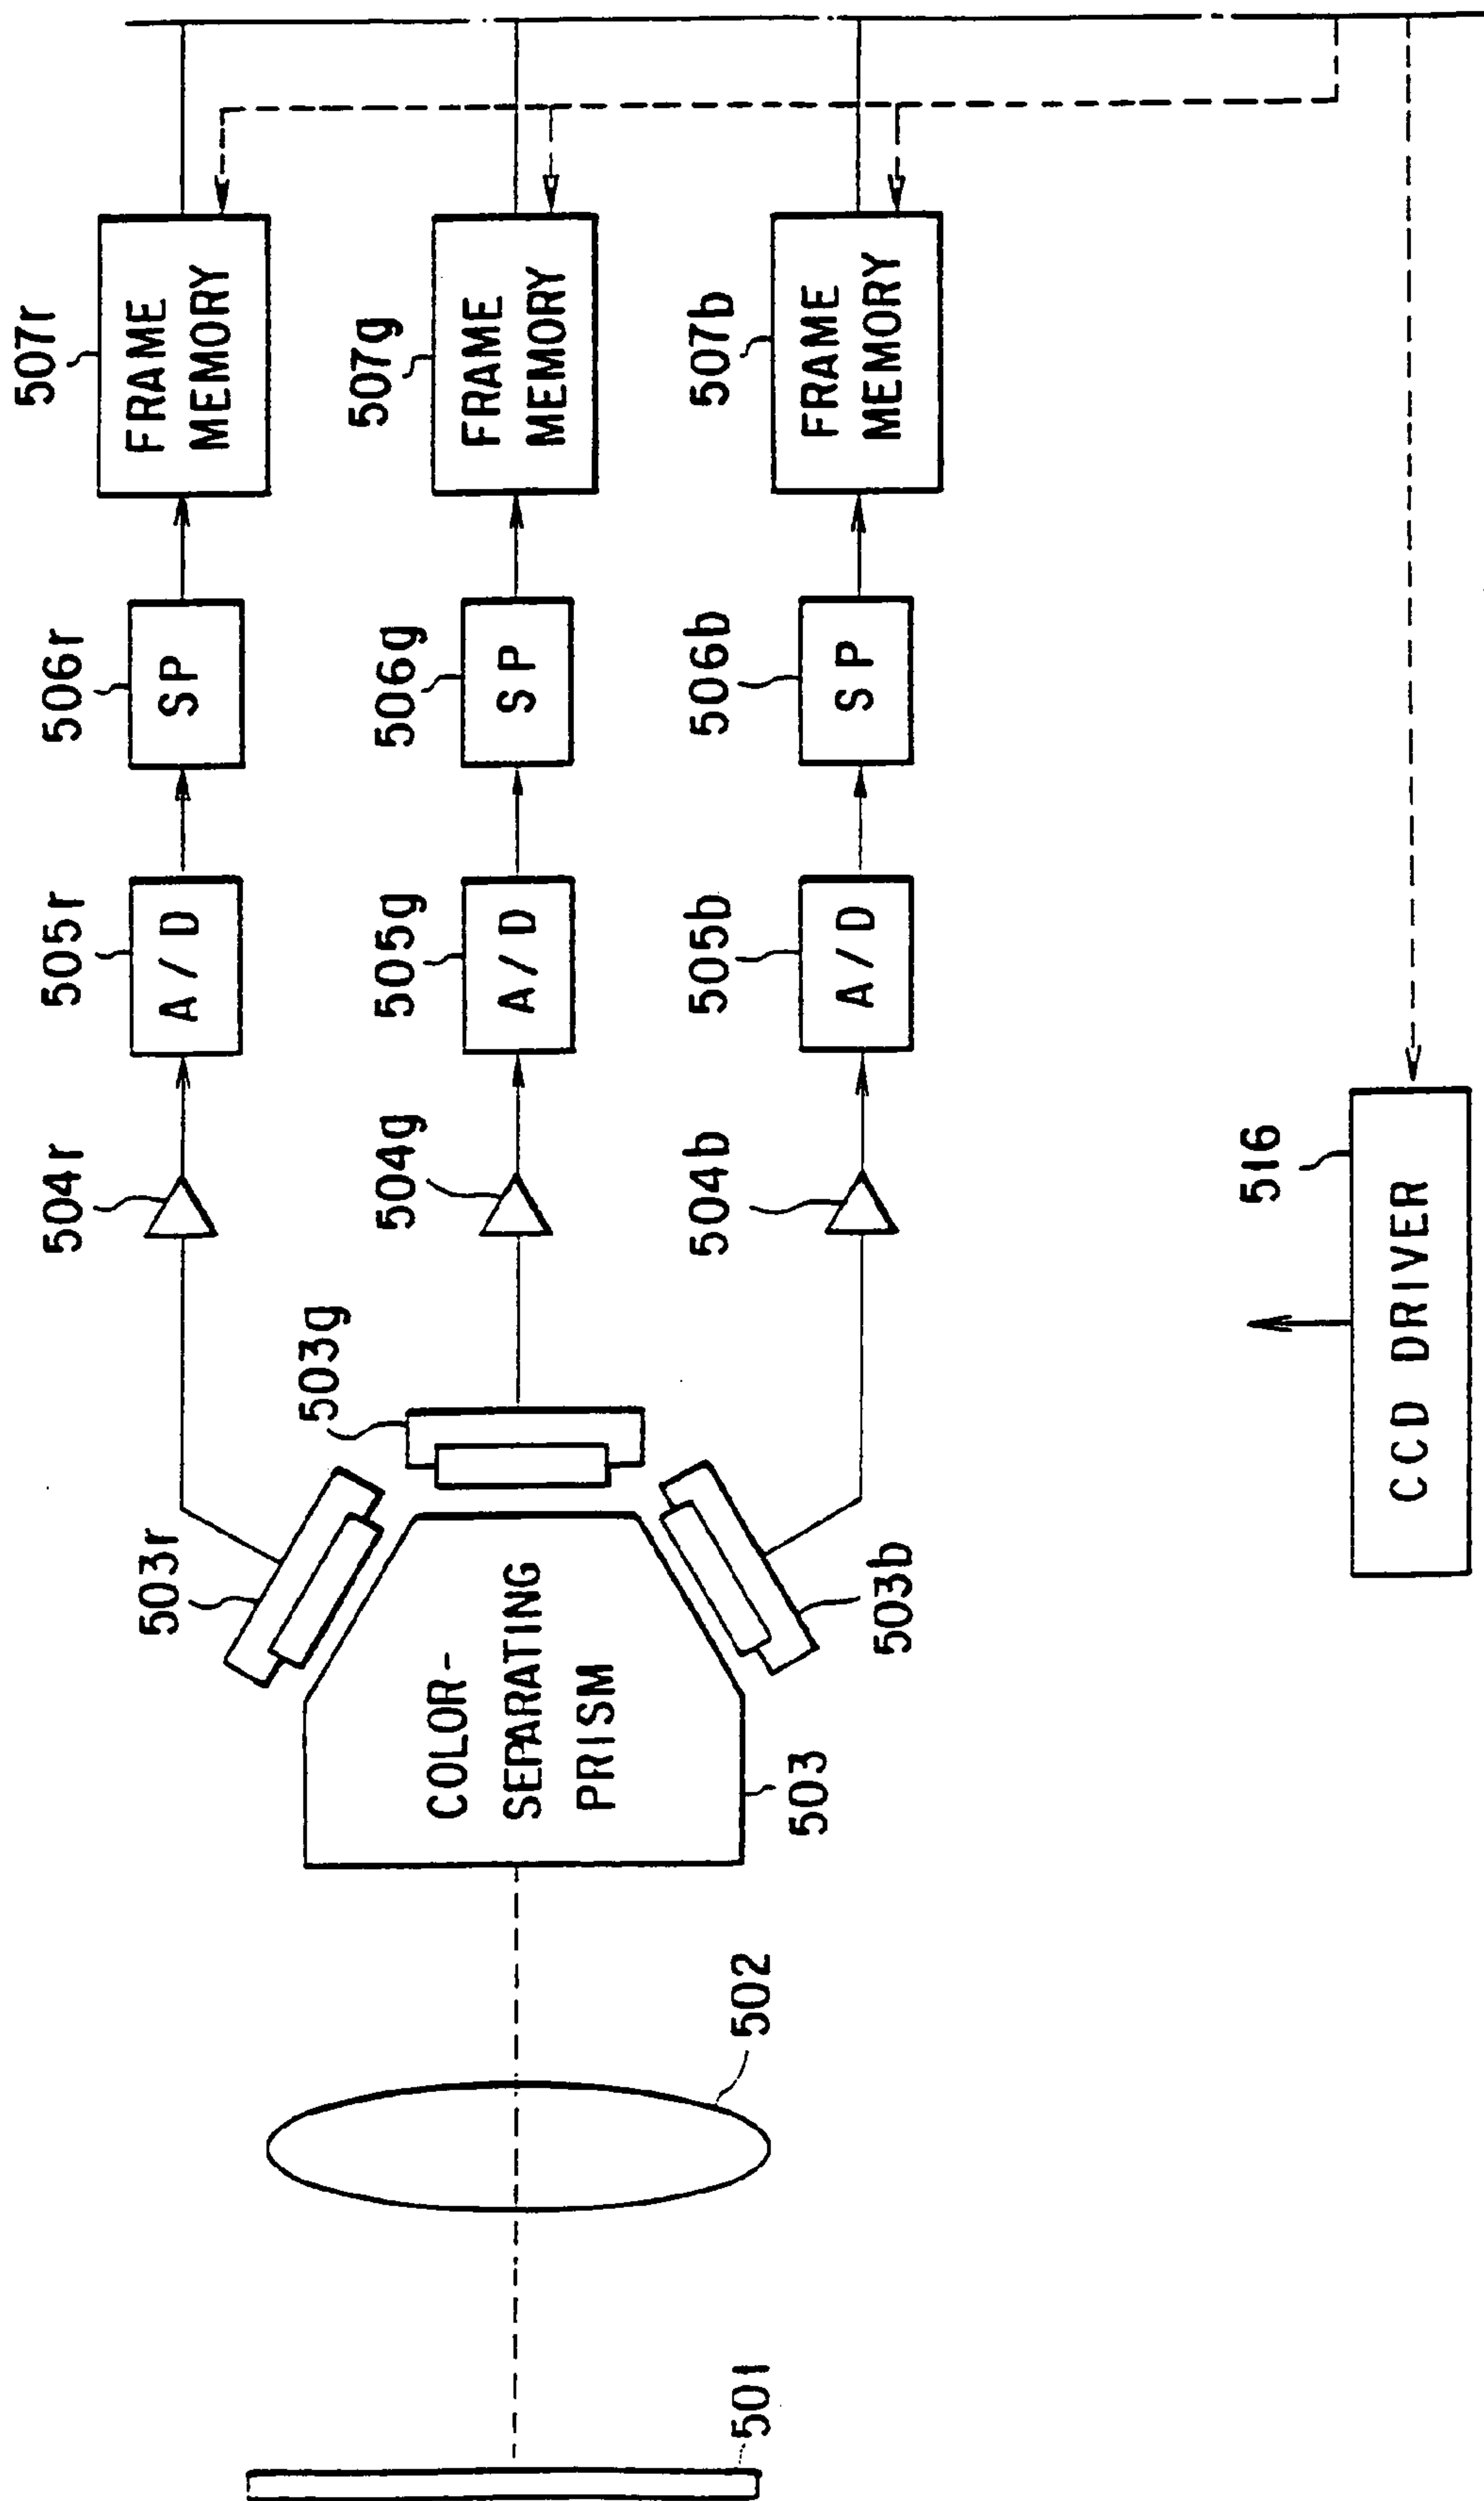 507r
FRAME
MEMORY
507g
FRAME
MEMORY
507b
FRAME
MEMORY
506r
SP
506g
SP
506b
SP
505r
A/D
505g
A/D
505b
A/D
504r
504g
504b
516
CCD DRIVER
503r
503g
503b
COLOR-
SEPARATING
PRISM
503
502
501